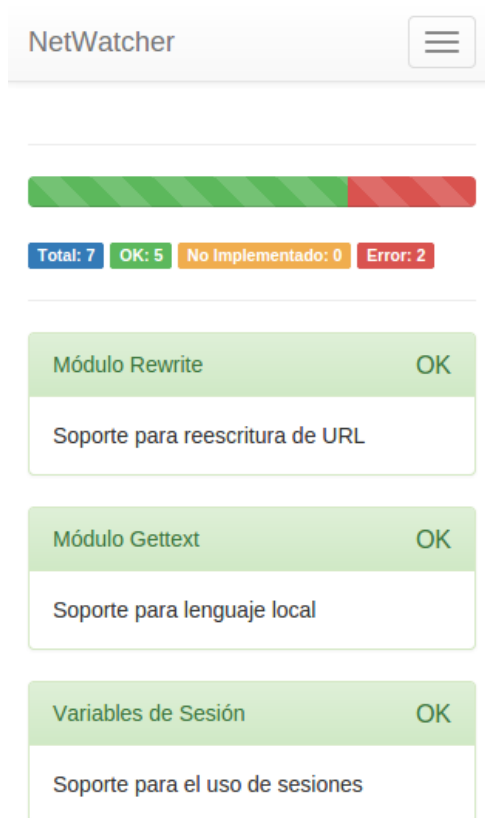 NetWatcher
Total: 7 OK: 5 No Implementado: 0 Error: 2
Módulo Rewrite OK
Soporte para reescritura de URL
Módulo Gettext OK
Soporte para lenguaje local
Variables de Sesión OK
Soporte para el uso de sesiones